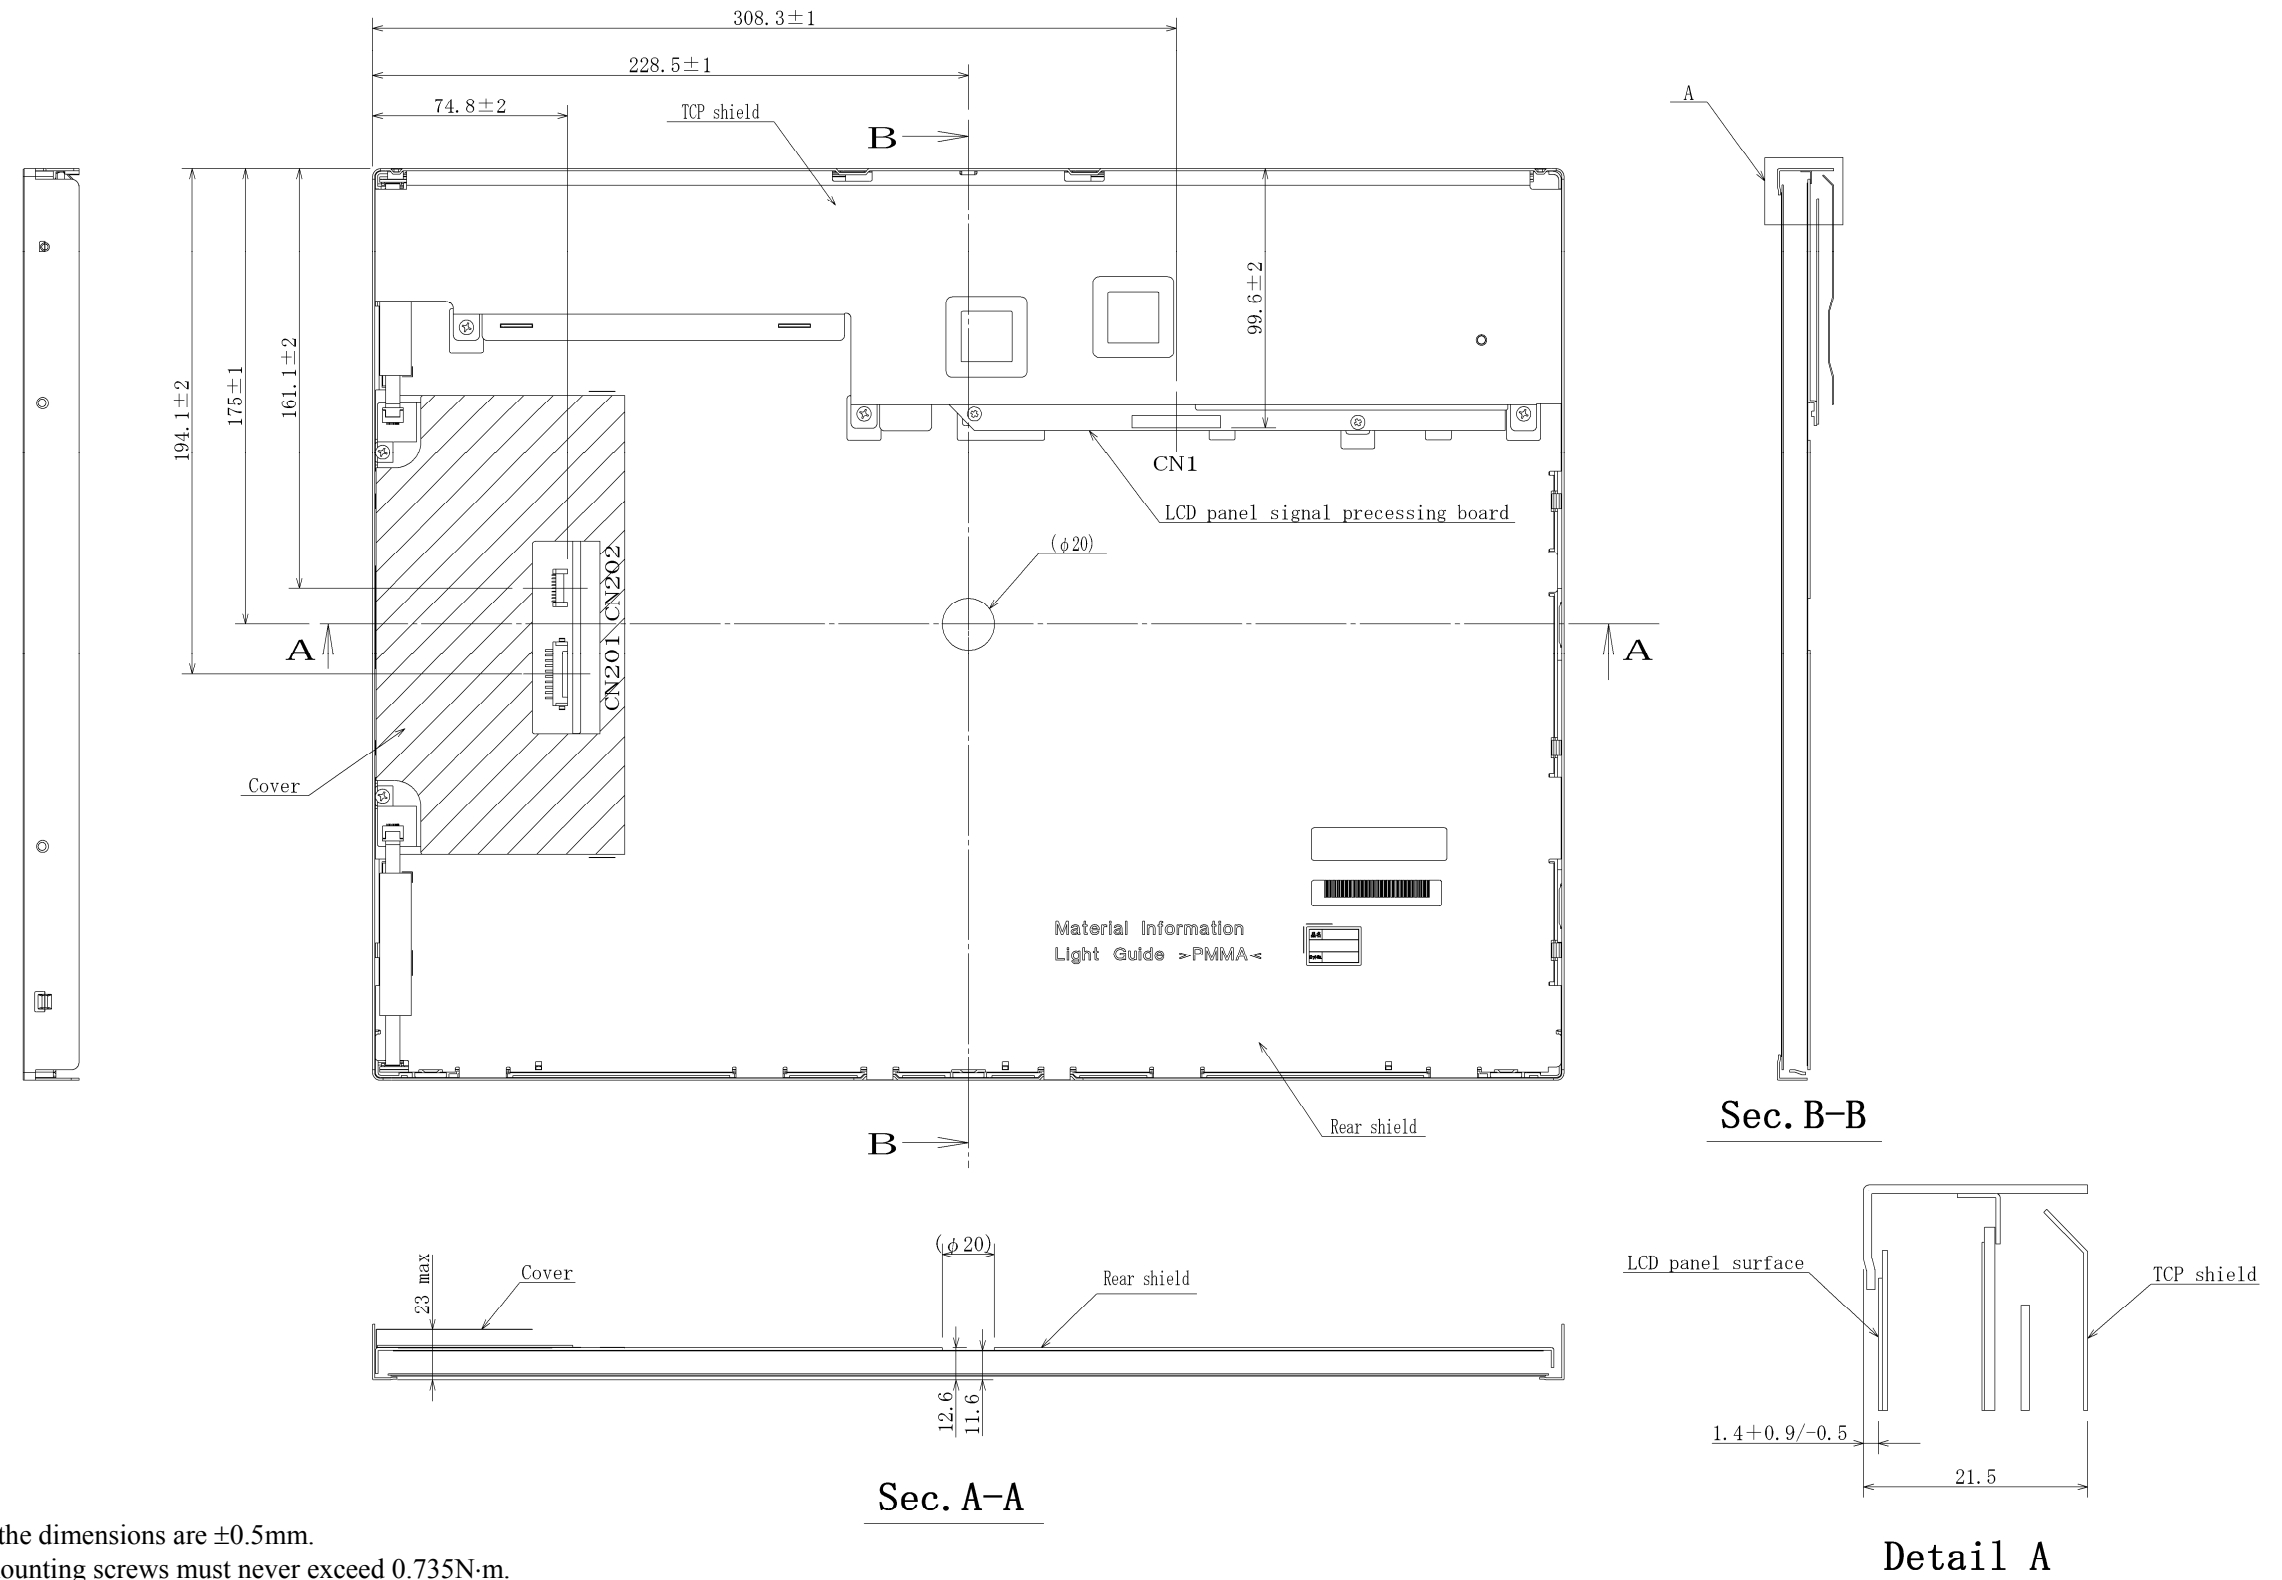 308.3±1
228.5±1
74.8±2
TCP shield
B
A
99.6±2
161.1±2
175±1
194.1±2
CN1
LCD panel signal precessing board
(φ20)
CN202
CN201
A
A
Cover
Material Information
Light Guide >PMMA<
Rear shield
B
Sec. B-B
(φ20)
23 max
Cover
Rear shield
LCD panel surface
TCP shield
12.6
11.6
1.4+0.9/-0.5
21.5
Sec. A-A
the dimensions are ±0.5mm.
ounting screws must never exceed 0.735N·m.
Detail A